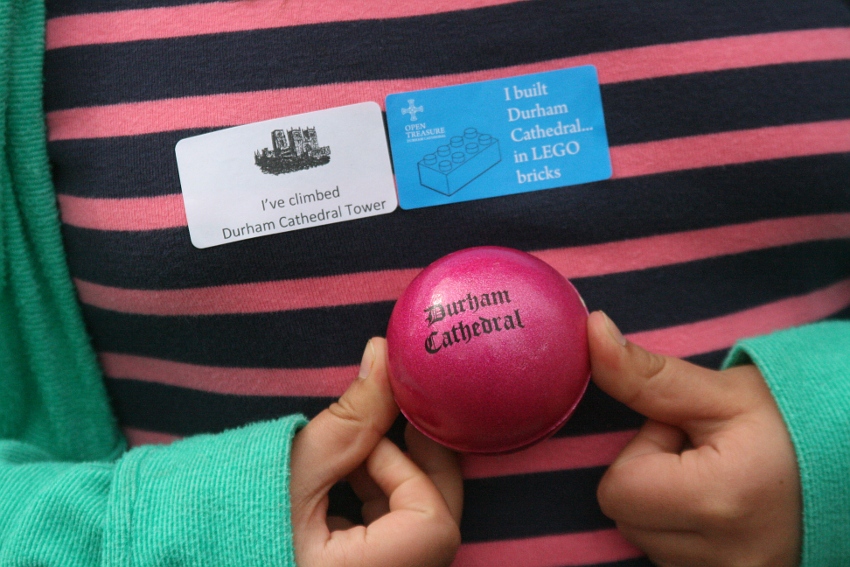 I've climbed
Durham Cathedral Tower
OPEN
TREASURE
I built
Durham
Cathedral...
in LEGO
bricks
Durham
Cathedral